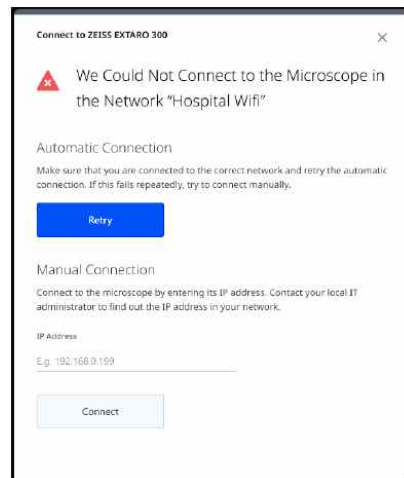 Connect to ZEISS EXTARO 300
We Could Not Connect to the Microscope in
the Network “Hospital Wifi”
Automatic Connection
Make sure that you are connected to the correct network and retry the automatic
connection. If this fails repeatedly, try to connect manually.
Retry
Manual Connection
Connect to the microscope by entering its IP address. Contact your local IT
administrator to find out the IP address in your network.
IP Address
E.g. 192.168.0.199
Connect